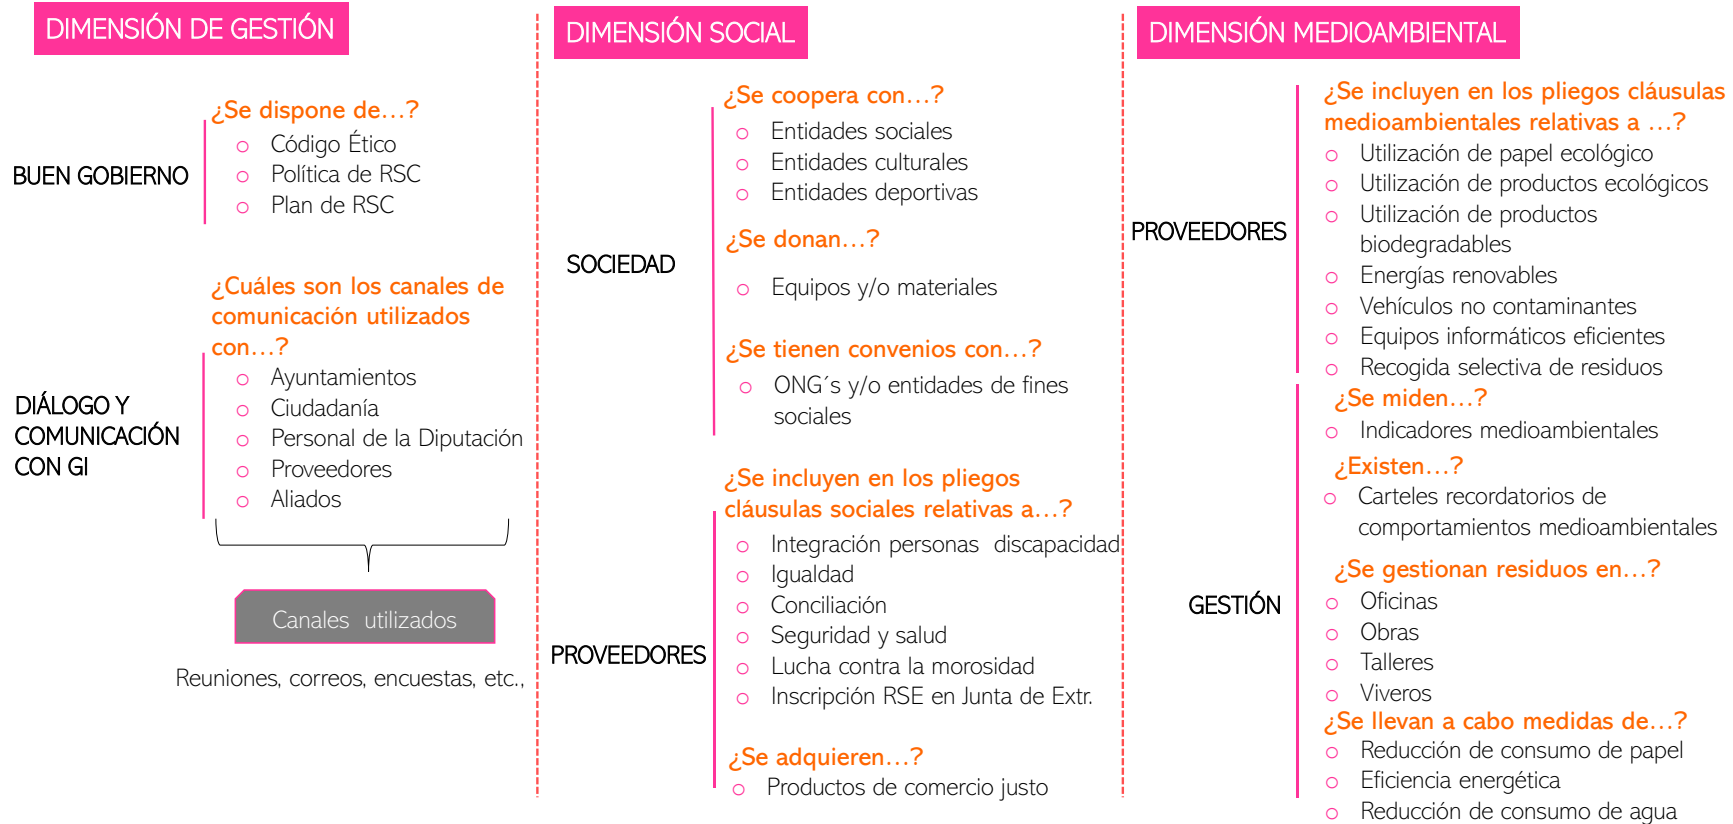 DIMENSIÓN DE GESTIÓN
BUEN GOBIERNO
¿Se dispone de...?
o Código Ético
o Política de RSC
o Plan de RSC
DIÁLOGO Y
COMUNICACIÓN
CON GI
¿Cuáles son los canales de
comunicación utilizados
con...?
o Ayuntamientos
o Ciudadanía
o Personal de la Diputación
o Proveedores
o Aliados
Canales utilizados
Reuniones, correos, encuestas, etc.,
DIMENSIÓN SOCIAL
SOCIEDAD
¿Se coopera con...?
o Entidades sociales
o Entidades culturales
o Entidades deportivas
¿Se donan...?
o Equipos y/o materiales
¿Se tienen convenios con...?
o ONG´s y/o entidades de fines
sociales
PROVEEDORES
¿Se incluyen en los pliegos
cláusulas sociales relativas a...?
o Integración personas discapacidad
o Igualdad
o Conciliación
o Seguridad y salud
o Lucha contra la morosidad
o Inscripción RSE en Junta de Extr.
¿Se adquieren...?
o Productos de comercio justo
DIMENSIÓN MEDIOAMBIENTAL
PROVEEDORES
¿Se incluyen en los pliegos cláusulas
medioambientales relativas a ...?
o Utilización de papel ecológico
o Utilización de productos ecológicos
o Utilización de productos
biodegradables
o Energías renovables
o Vehículos no contaminantes
o Equipos informáticos eficientes
o Recogida selectiva de residuos
GESTIÓN
¿Se miden...?
o Indicadores medioambientales
¿Existen...?
o Carteles recordatorios de
comportamientos medioambientales
¿Se gestionan residuos en...?
o Oficinas
o Obras
o Talleres
o Viveros
¿Se llevan a cabo medidas de...?
o Reducción de consumo de papel
o Eficiencia energética
o Reducción de consumo de agua